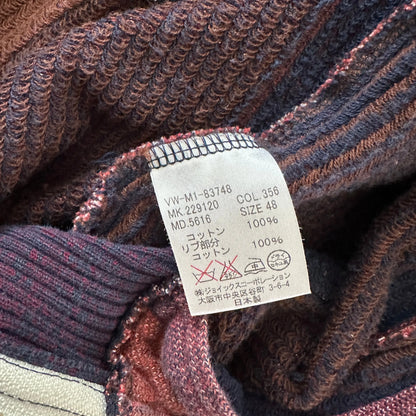 VW-M1-83748
MK.229120 COL.356
MD.5616 SIZE 48
コットン 100%
リブ部分
コットン 100%
㈱ジョイックスコーポレーション
大阪市中央区谷町 3-6-4
日本製